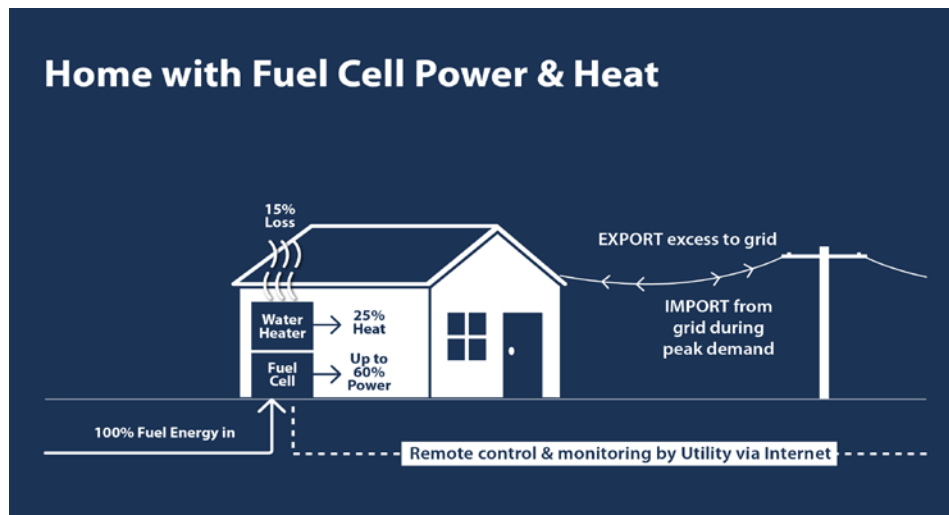 Home with Fuel Cell Power & Heat
15%
Loss
EXPORT excess to grid
IMPORT from
grid during
peak demand
Water
Heater
25%
Heat
Fuel
Cell
Up to
60%
Power
100% Fuel Energy in
Remote control & monitoring by Utility via Internet